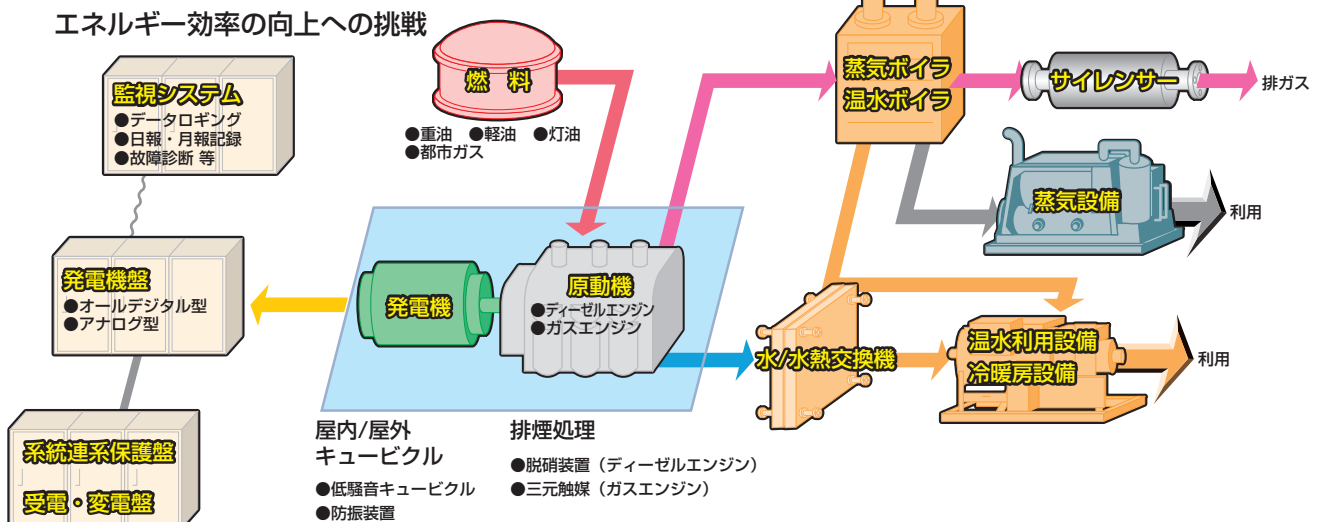 エネルギー効率の向上への挑戦
監視システム
●データロギング
●日報・月報記録
●故障診断 等
燃 料
●重油 ●軽油 ●灯油
●都市ガス
蒸気ボイラ
温水ボイラ
サイレンサー
排ガス
蒸気設備
利用
発電機盤
●オールデジタル型
●アナログ型
発電機
原動機
●ディーゼルエンジン
●ガスエンジン
水/水熱交換機
温水利用設備
冷暖房設備
利用
系統連系保護盤
受電・変電盤
屋内/屋外
キュービクル
●低騒音キュービクル
●防振装置
排煙処理
●脱硝装置（ディーゼルエンジン）
●三元触媒（ガスエンジン）